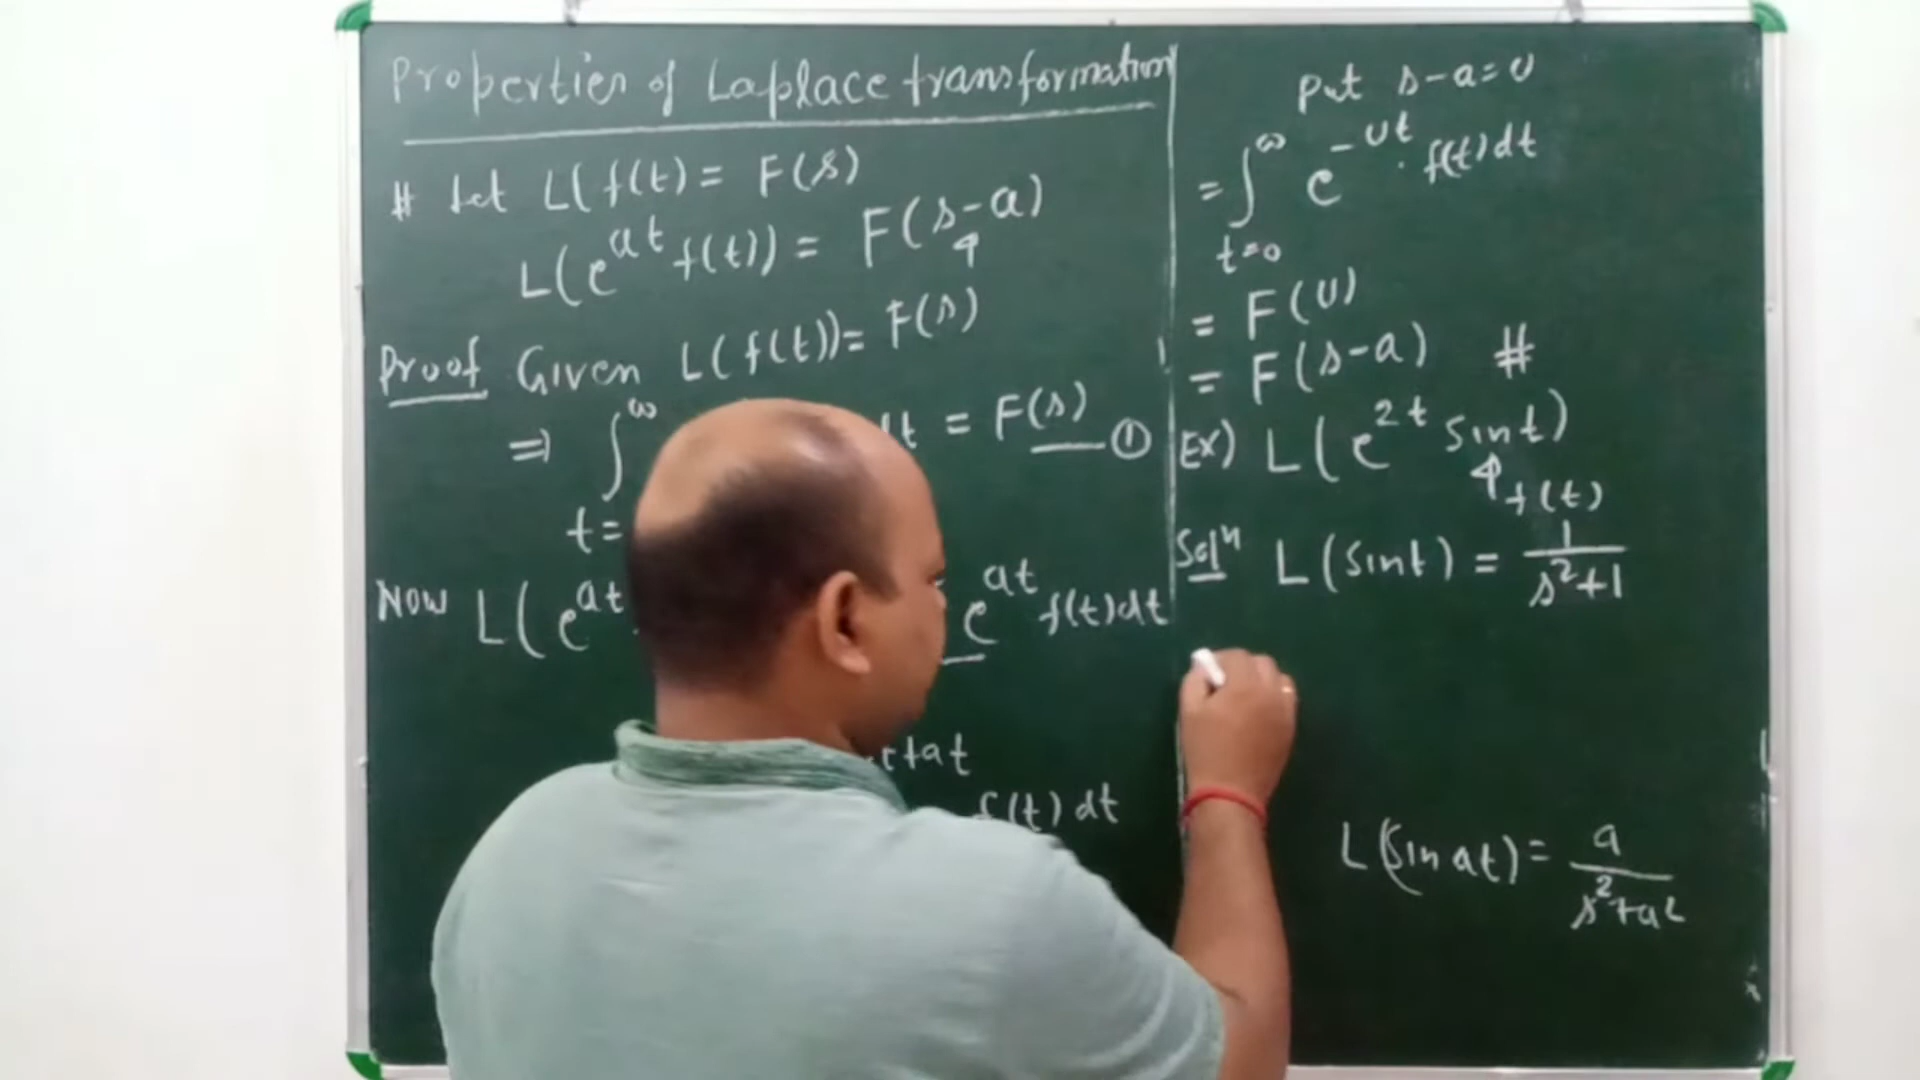 Properties of Laplace transformation
# Let L(f(t) = F(s)
L(e^{at} f(t)) = F(s-a)
Proof Given L(f(t)) = F(s)
⇒ ∫^∞ dt = F(s) ①
t=
Now L(e^{at} e^{at} f(t)dt
+at
f(t) dt
Put s-a=U
= ∫_{t=0}^∞ e^{-Ut} · f(t)dt
= F(U)
= F(s-a) #
Ex) L(e^{2t} sint)
f(t)
Solⁿ L(sint) = 1/(s²+1)
L(sin at) = a/(s²+a²)